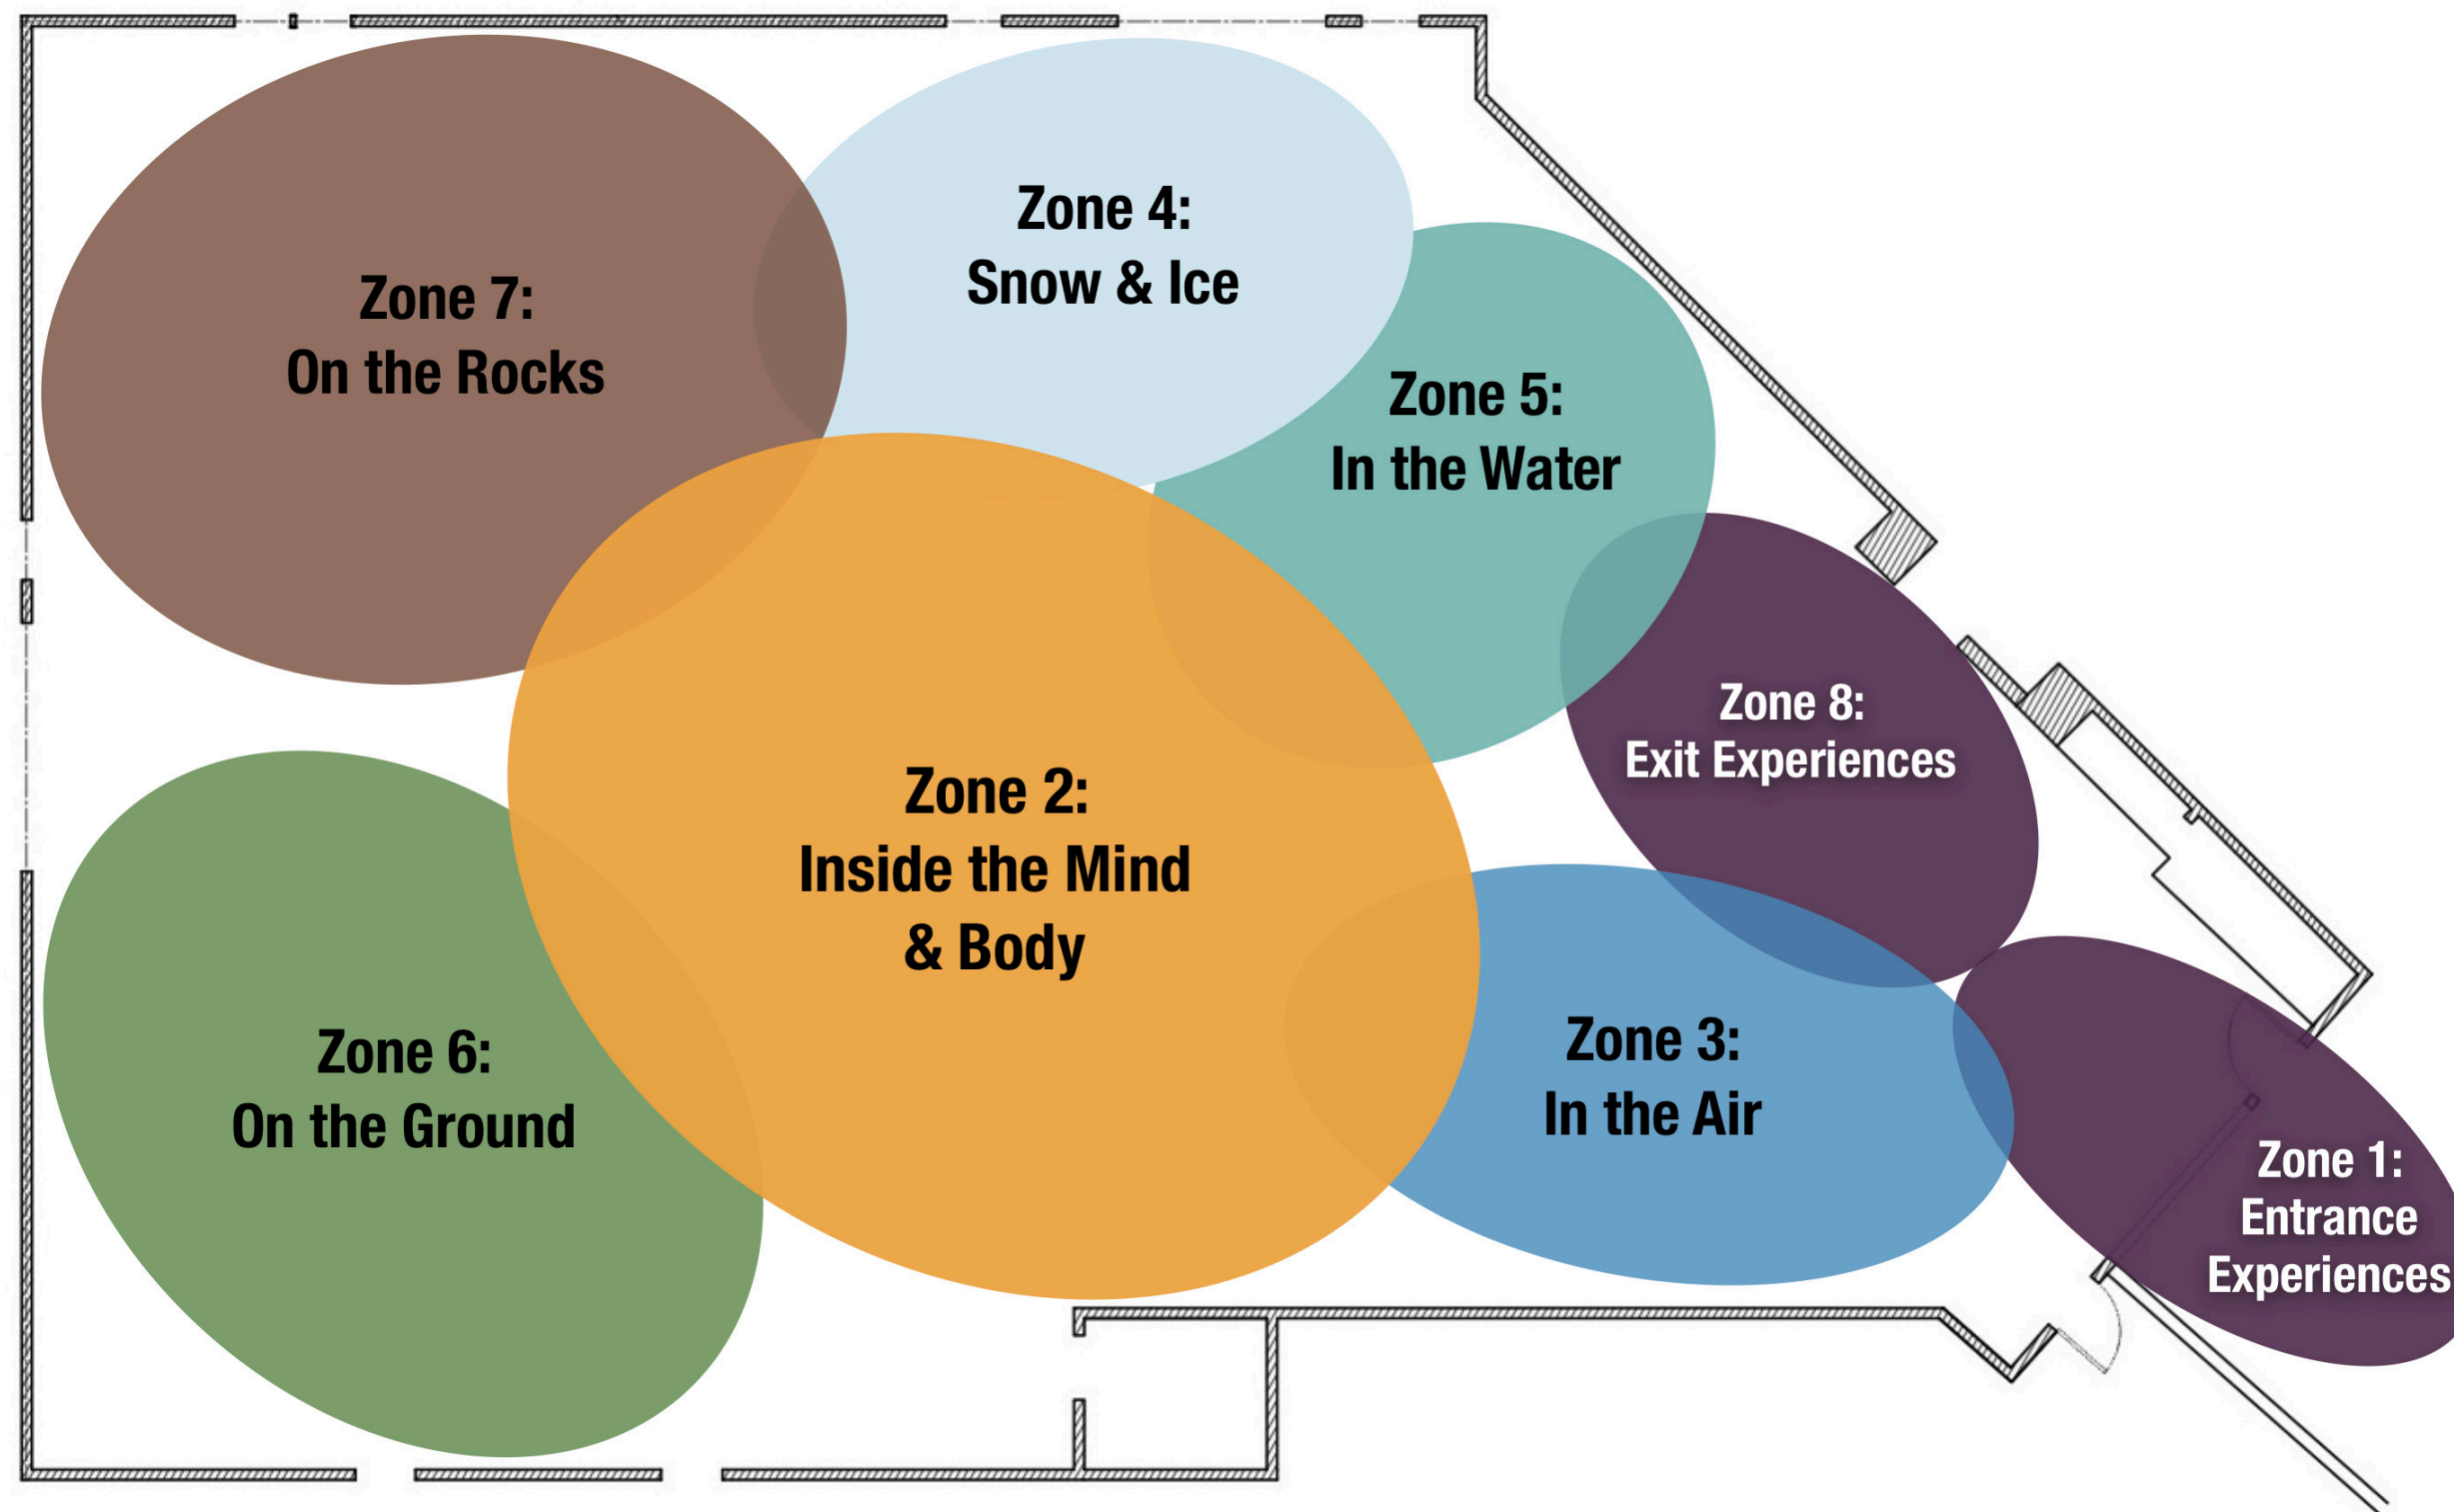 Zone 4:
Snow & Ice
Zone 7:
On the Rocks
Zone 5:
In the Water
Zone 8:
Exit Experiences
Zone 2:
Inside the Mind
& Body
Zone 3:
In the Air
Zone 6:
On the Ground
Zone 1:
Entrance
Experiences